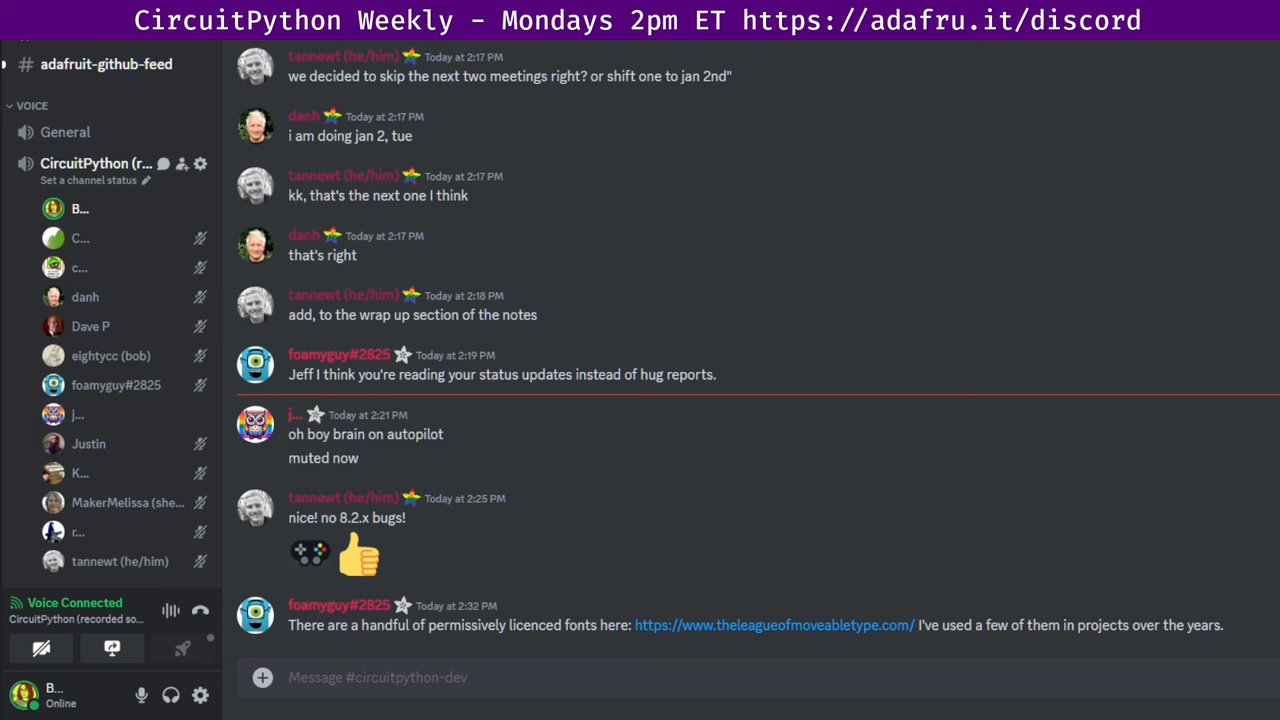 CircuitPython Weekly - Mondays 2pm ET https://adafru.it/discord
# adafruit-github-feed
VOICE
General
CircuitPython (r...
Set a channel status
B...
C...
c...
danh
Dave P
eightycc (bob)
foamyguy#2825
j...
Justin
K...
MakerMelissa (she...
r...
tannewt (he/him)
Voice Connected
CircuitPython (recorded so...
B...
Online
tannewt (he/him) Today at 2:17 PM
we decided to skip the next two meetings right? or shift one to jan 2nd"
danh Today at 2:17 PM
i am doing jan 2, tue
tannewt (he/him) Today at 2:17 PM
kk, that's the next one I think
danh Today at 2:17 PM
that's right
tannewt (he/him) Today at 2:18 PM
add, to the wrap up section of the notes
foamyguy#2825 Today at 2:19 PM
Jeff I think you're reading your status updates instead of hug reports.
j... Today at 2:21 PM
oh boy brain on autopilot
muted now
tannewt (he/him) Today at 2:25 PM
nice! no 8.2.x bugs!
foamyguy#2825 Today at 2:32 PM
There are a handful of permissively licenced fonts here: https://www.theleagueofmoveabletype.com/ I've used a few of them in projects over the years.
Message #circuitpython-dev